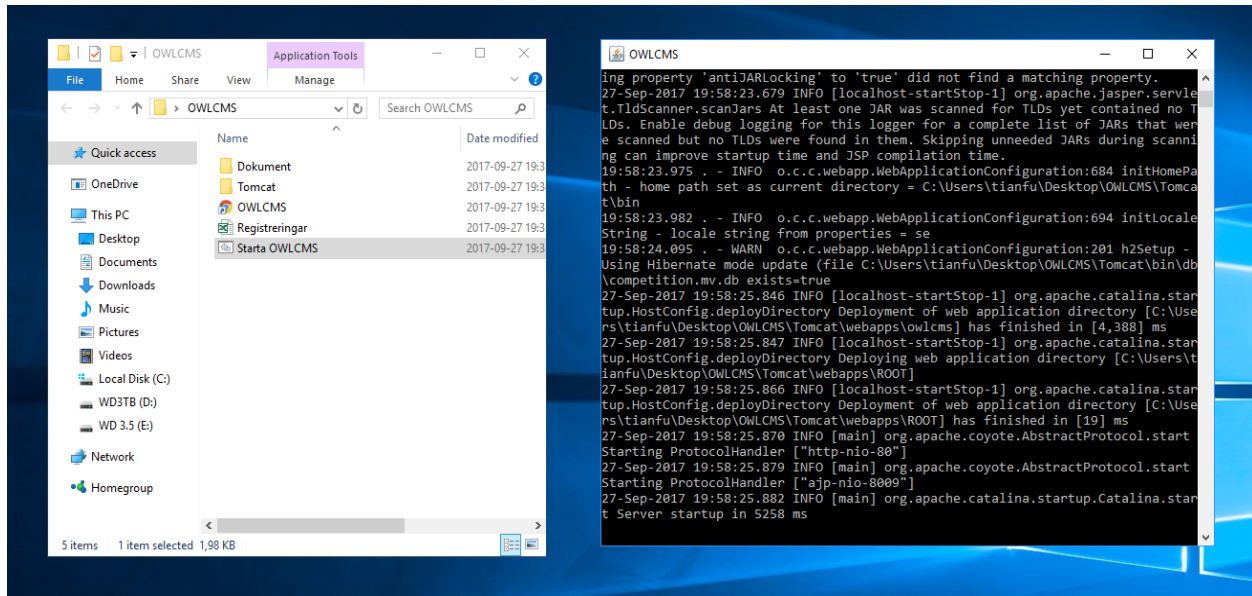 OWLCMS
Application Tools
File Home Share View Manage
OWLCMS
Search OWLCMS
Name
Date modified
Quick access
OneDrive
This PC
Desktop
Documents
Downloads
Music
Pictures
Videos
Local Disk (C:)
WD3TB (D:)
WD 3.5 (E:)
Network
Homegroup
Dokument 2017-09-27 19:3
Tomcat 2017-09-27 19:3
OWLCMS 2017-09-27 19:3
Registreringar 2017-09-27 19:3
Starta OWLCMS 2017-09-27 19:3
5 items 1 item selected 1,98 KB
OWLCMS
ing property 'antiJARLocking' to 'true' did not find a matching property.
27-Sep-2017 19:58:23.679 INFO [localhost-startStop-1] org.apache.jasper.servle
t.TldScanner.scanJars At least one JAR was scanned for TLDs yet contained no T
LDs. Enable debug logging for this logger for a complete list of JARs that wer
e scanned but no TLDs were found in them. Skipping unneeded JARs during scanni
ng can improve startup time and JSP compilation time.
19:58:23.975 . - INFO  o.c.c.webapp.WebApplicationConfiguration:684 initHomePa
th - home path set as current directory = C:\Users\tianfu\Desktop\OWLCMS\Tomca
t\bin
19:58:23.982 . - INFO  o.c.c.webapp.WebApplicationConfiguration:694 initLocale
String - locale string from properties = se
19:58:24.095 . - WARN  o.c.c.webapp.WebApplicationConfiguration:201 h2Setup -
Using Hibernate mode update (file C:\Users\tianfu\Desktop\OWLCMS\Tomcat\bin\db
\competition.mv.db exists=true
27-Sep-2017 19:58:25.846 INFO [localhost-startStop-1] org.apache.catalina.star
tup.HostConfig.deployDirectory Deployment of web application directory [C:\Use
rs\tianfu\Desktop\OWLCMS\Tomcat\webapps\owlcms] has finished in [4,388] ms
27-Sep-2017 19:58:25.847 INFO [localhost-startStop-1] org.apache.catalina.star
tup.HostConfig.deployDirectory Deploying web application directory [C:\Users\t
ianfu\Desktop\OWLCMS\Tomcat\webapps\ROOT]
27-Sep-2017 19:58:25.866 INFO [localhost-startStop-1] org.apache.catalina.star
tup.HostConfig.deployDirectory Deployment of web application directory [C:\Use
rs\tianfu\Desktop\OWLCMS\Tomcat\webapps\ROOT] has finished in [19] ms
27-Sep-2017 19:58:25.870 INFO [main] org.apache.coyote.AbstractProtocol.start
Starting ProtocolHandler ["http-nio-80"]
27-Sep-2017 19:58:25.879 INFO [main] org.apache.coyote.AbstractProtocol.start
Starting ProtocolHandler ["ajp-nio-8009"]
27-Sep-2017 19:58:25.882 INFO [main] org.apache.catalina.startup.Catalina.star
t Server startup in 5258 ms